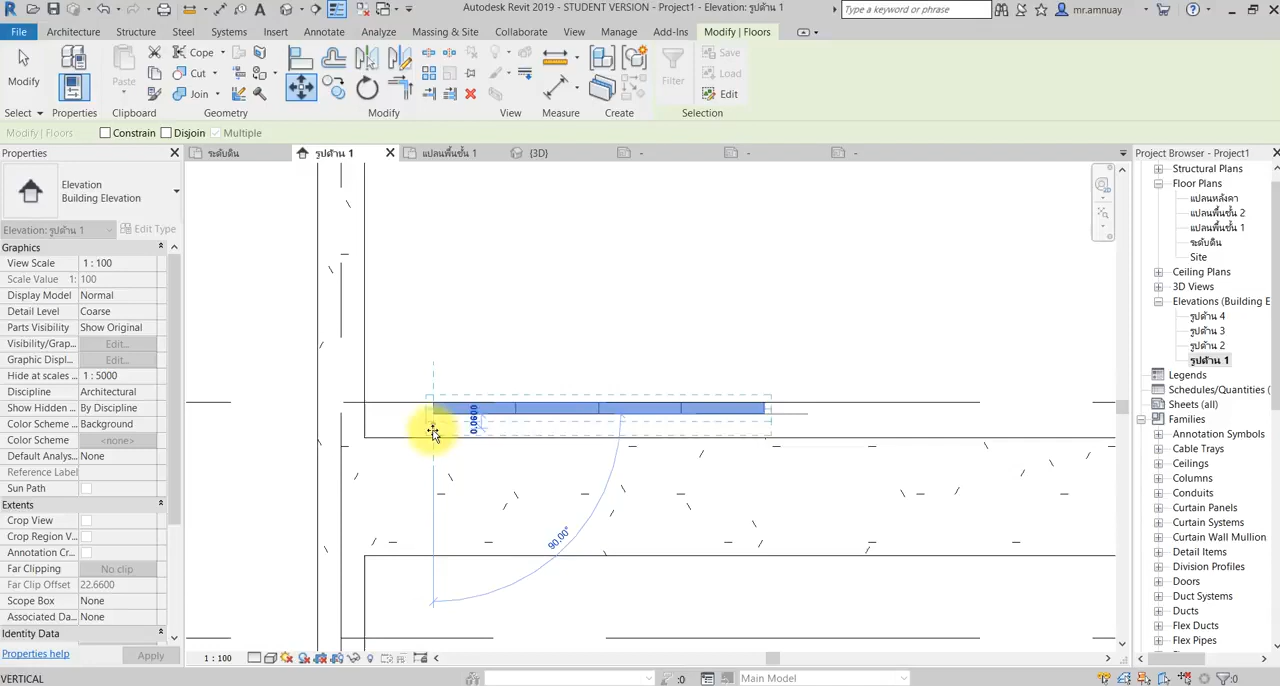 Autodesk Revit 2019 - STUDENT VERSION - Project1 - Elevation: รูปด้าน 1
Type a keyword or phrase
mr.amnuay
File
Architecture
Structure
Steel
Systems
Insert
Annotate
Analyze
Massing & Site
Collaborate
View
Manage
Add-Ins
Modify | Floors
Modify
Paste
Cope
Cut
Join
Filter
Save
Load
Edit
Select
Properties
Clipboard
Geometry
Modify
View
Measure
Create
Selection
Modify | Floors
Constrain
Disjoin
Multiple
Properties
Elevation
Building Elevation
Elevation: รูปด้าน 1
Edit Type
Graphics
View Scale 1 : 100
Scale Value 1: 100
Display Model Normal
Detail Level Coarse
Parts Visibility Show Original
Visibility/Grap... Edit...
Graphic Displ... Edit...
Hide at scales ... 1 : 5000
Discipline Architectural
Show Hidden ... By Discipline
Color Scheme ... Background
Color Scheme <none>
Default Analys... None
Reference Label
Sun Path
Extents
Crop View
Crop Region V...
Annotation Cr...
Far Clipping No clip
Far Clip Offset 22.6600
Scope Box None
Associated Da... None
Identity Data
Properties help
Apply
ระดับดิน
รูปด้าน 1
แปลนพื้นชั้น 1
{3D}
-
-
-
0.0600
90.00°
1 : 100
Project Browser - Project1
Structural Plans
Floor Plans
แปลนหลังคา
แปลนพื้นชั้น 2
แปลนพื้นชั้น 1
ระดับดิน
Site
Ceiling Plans
3D Views
Elevations (Building E
รูปด้าน 4
รูปด้าน 3
รูปด้าน 2
รูปด้าน 1
Legends
Schedules/Quantities (
Sheets (all)
Families
Annotation Symbols
Cable Trays
Ceilings
Columns
Conduits
Curtain Panels
Curtain Systems
Curtain Wall Mullion
Detail Items
Division Profiles
Doors
Duct Systems
Ducts
Flex Ducts
Flex Pipes
VERTICAL
:0
Main Model
:0